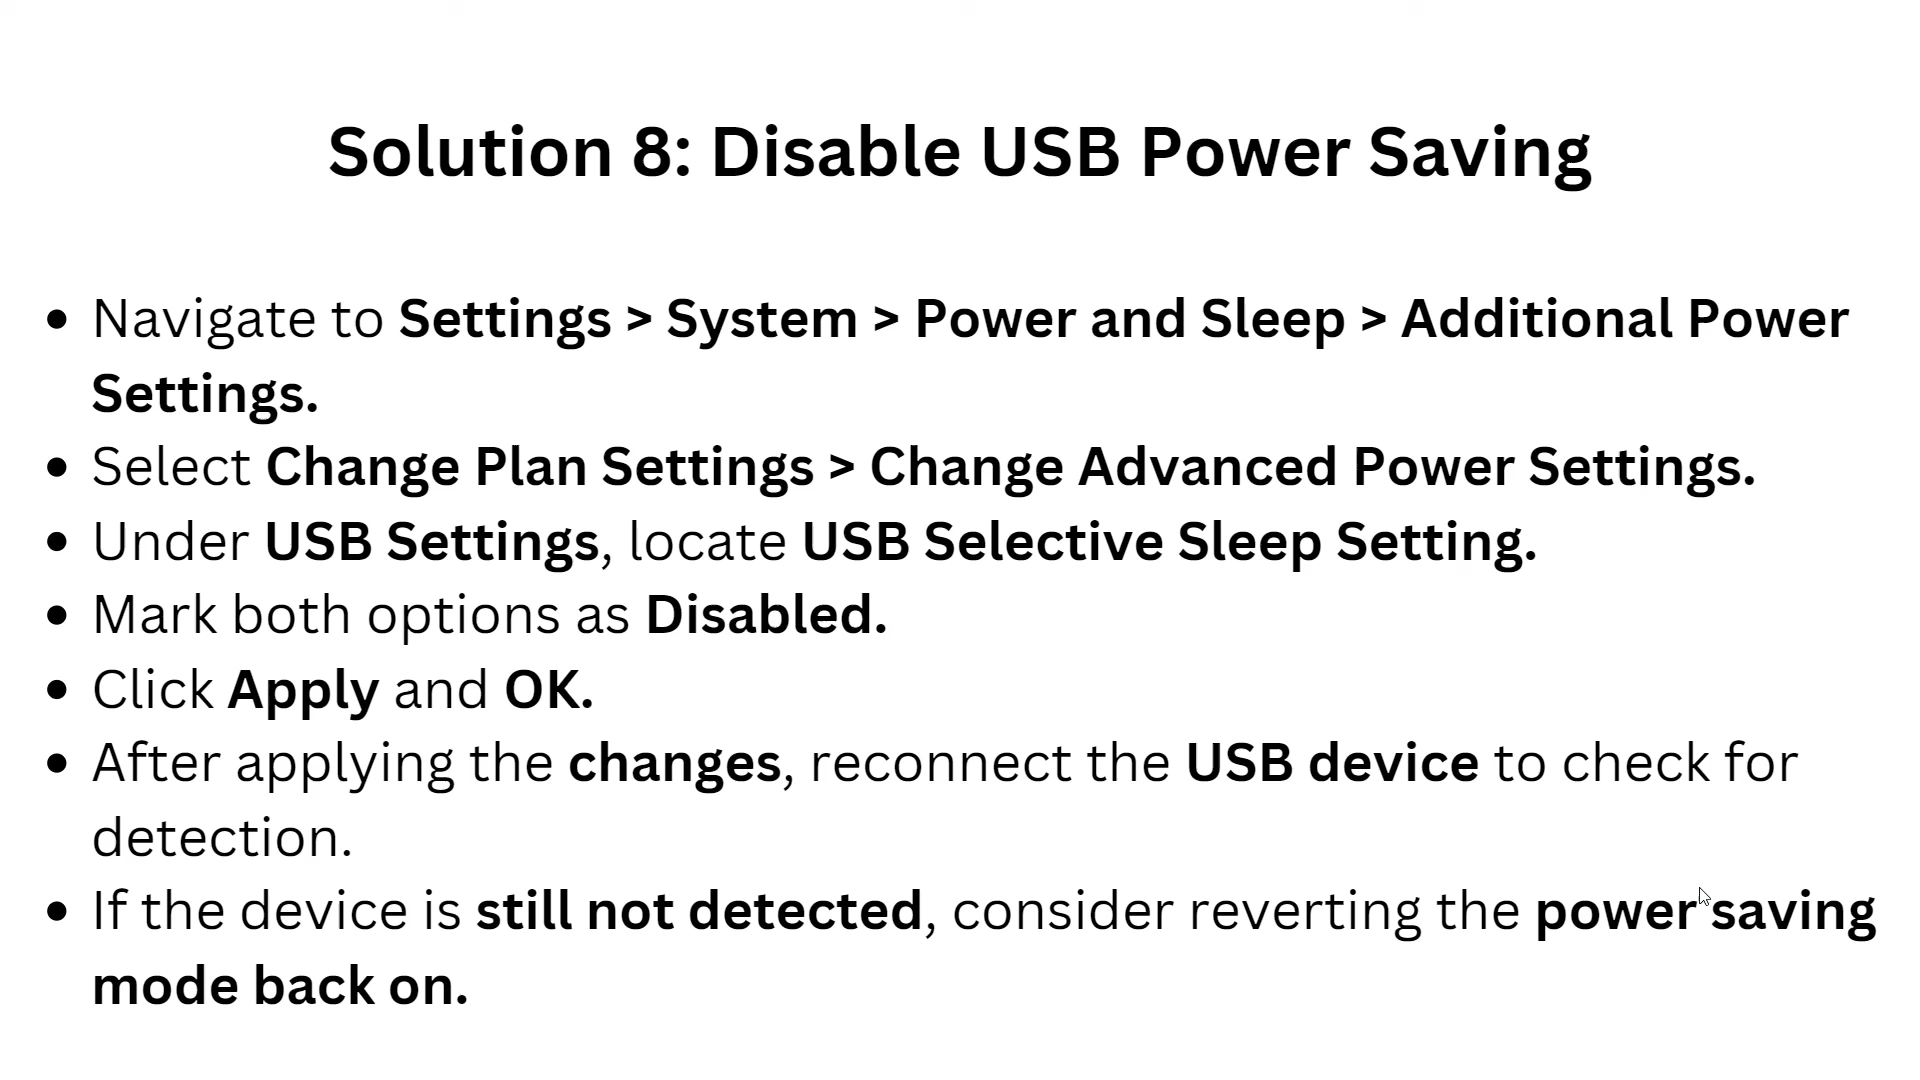 Solution 8: Disable USB Power Saving
• Navigate to Settings > System > Power and Sleep > Additional Power
Settings.
• Select Change Plan Settings > Change Advanced Power Settings.
• Under USB Settings, locate USB Selective Sleep Setting.
• Mark both options as Disabled.
• Click Apply and OK.
• After applying the changes, reconnect the USB device to check for
detection.
• If the device is still not detected, consider reverting the power saving
mode back on.